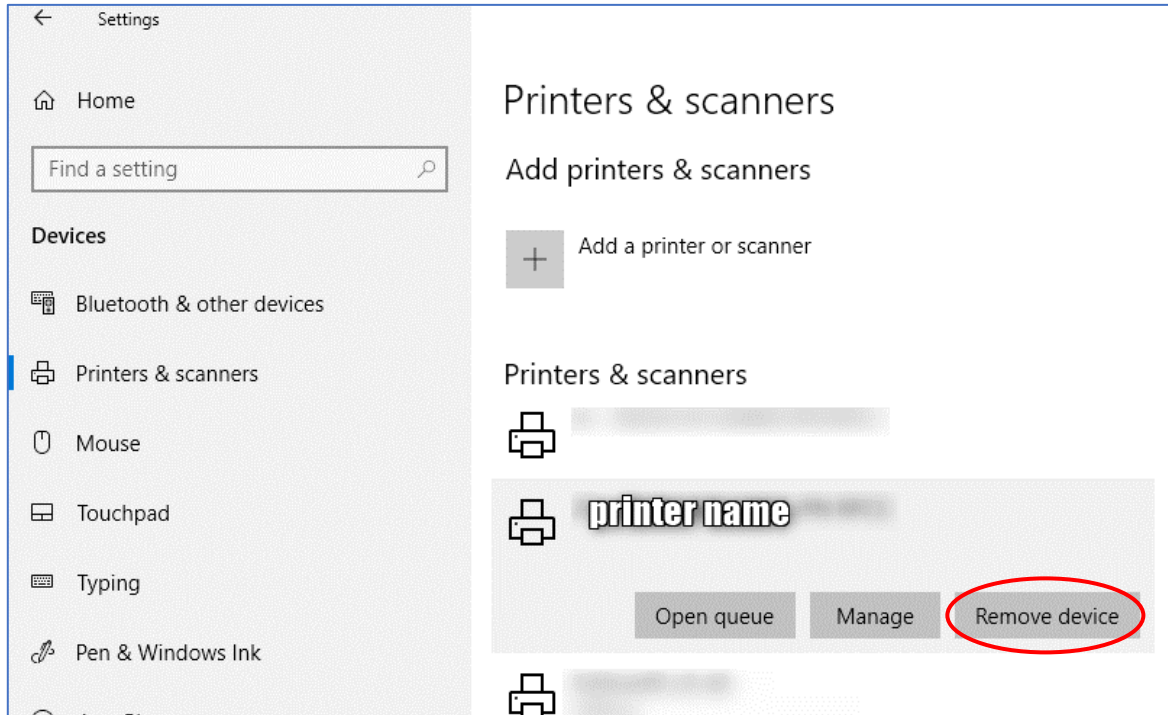 Settings
Home
Find a setting
Devices
Bluetooth & other devices
Printers & scanners
Mouse
Touchpad
Typing
Pen & Windows Ink
Printers & scanners
Add printers & scanners
Add a printer or scanner
Printers & scanners
printer name
Open queue
Manage
Remove device